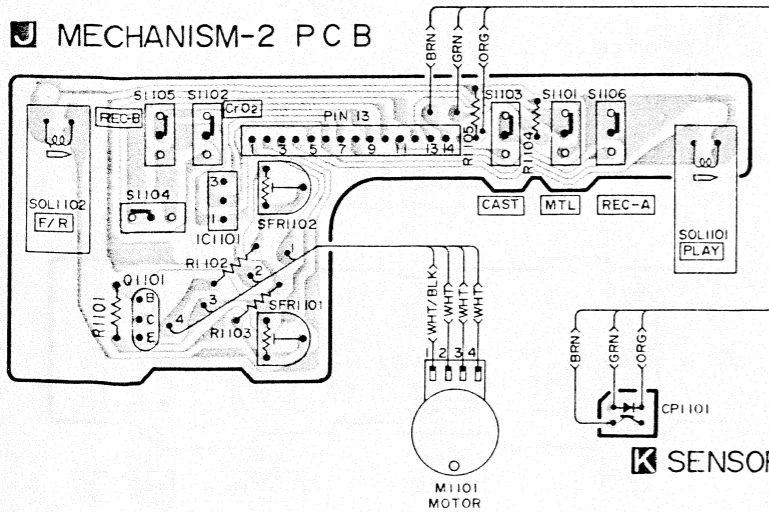 J MECHANISM-2 PCB
BRN
GRN
ORG
S1105
S1102
REC-B
CrO2
PIN 13
S1103
S1101
S1106
R1105
R1104
1 3 5 7 9 11 13 14
SOL1102
F/R
S1104
3
1
IC1101
SFR1102
CAST
MTL
REC-A
SOL1101
PLAY
R1102
1
2
3
4
Q1101
B
C
E
R1101
R1103
SFR1101
WHT/BLK
WHT
WHT
WHT
1 2 3 4
M1101
MOTOR
BRN
GRN
ORG
CP1101
K SENSOR